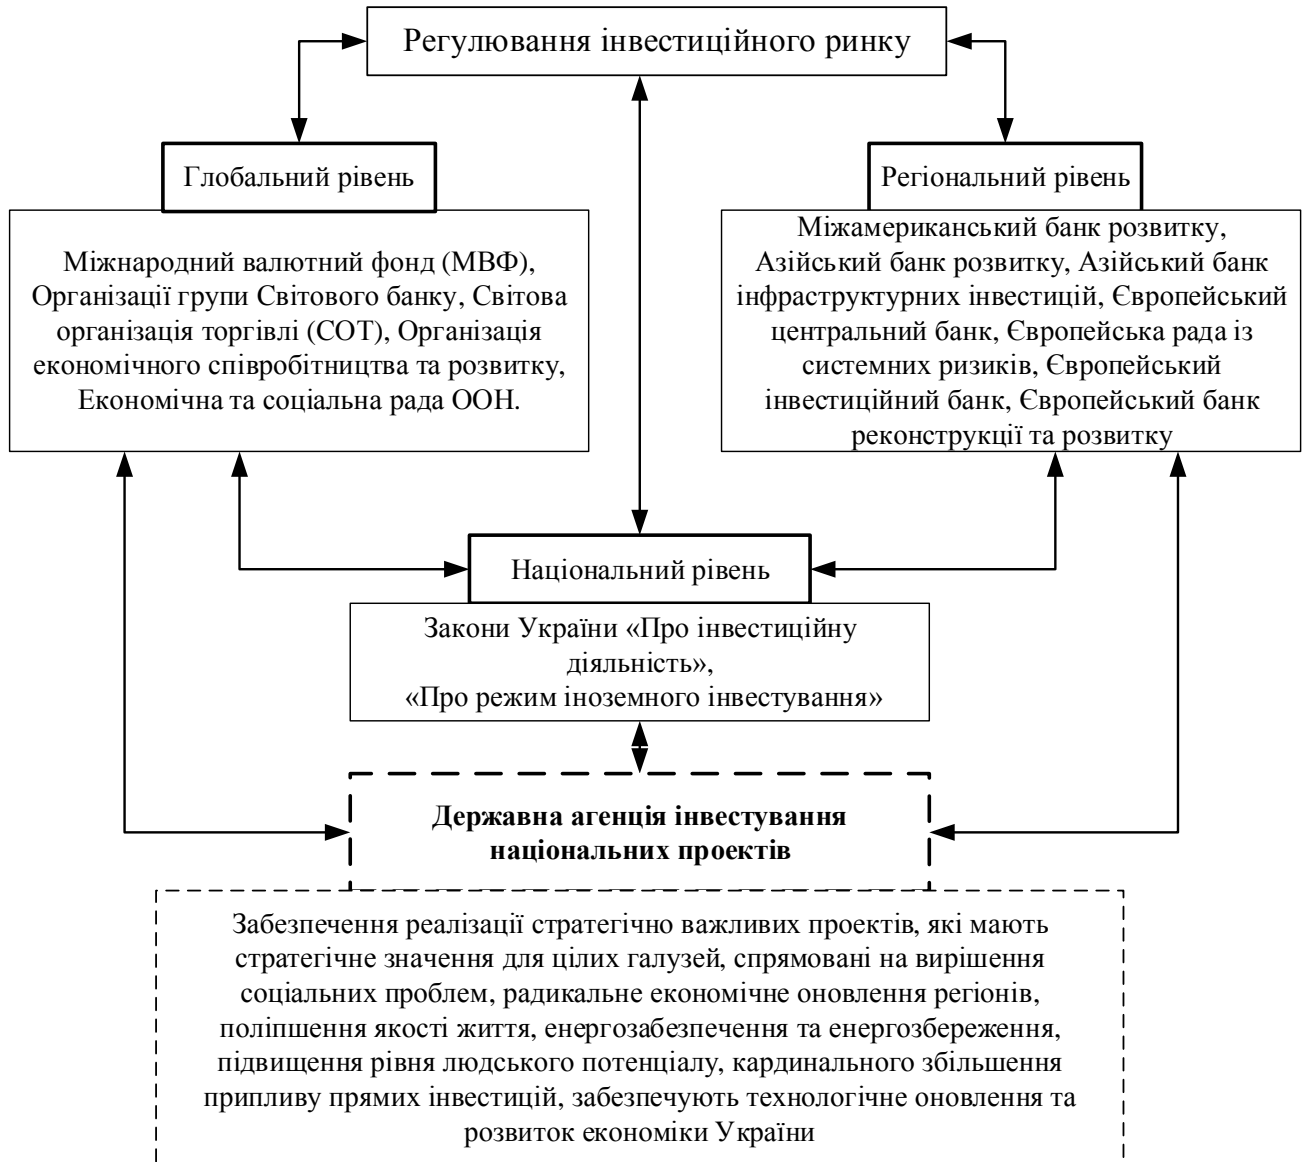 Регулювання інвестиційного ринку
Глобальний рівень
Міжнародний валютний фонд (МВФ),
Організації групи Світового банку, Світова
організація торгівлі (СОТ), Організація
економічного співробітництва та розвитку,
Економічна та соціальна рада ООН.
Регіональний рівень
Міжамериканський банк розвитку,
Азійський банк розвитку, Азійський банк
інфраструктурних інвестицій, Європейський
центральний банк, Європейська рада із
системних ризиків, Європейський
інвестиційний банк, Європейський банк
реконструкції та розвитку
Національний рівень
Закони України «Про інвестиційну
діяльність»,
«Про режим іноземного інвестування»
Державна агенція інвестування
національних проектів
Забезпечення реалізації стратегічно важливих проектів, які мають
стратегічне значення для цілих галузей, спрямовані на вирішення
соціальних проблем, радикальне економічне оновлення регіонів,
поліпшення якості життя, енергозабезпечення та енергозбереження,
підвищення рівня людського потенціалу, кардинального збільшення
припливу прямих інвестицій, забезпечують технологічне оновлення та
розвиток економіки України